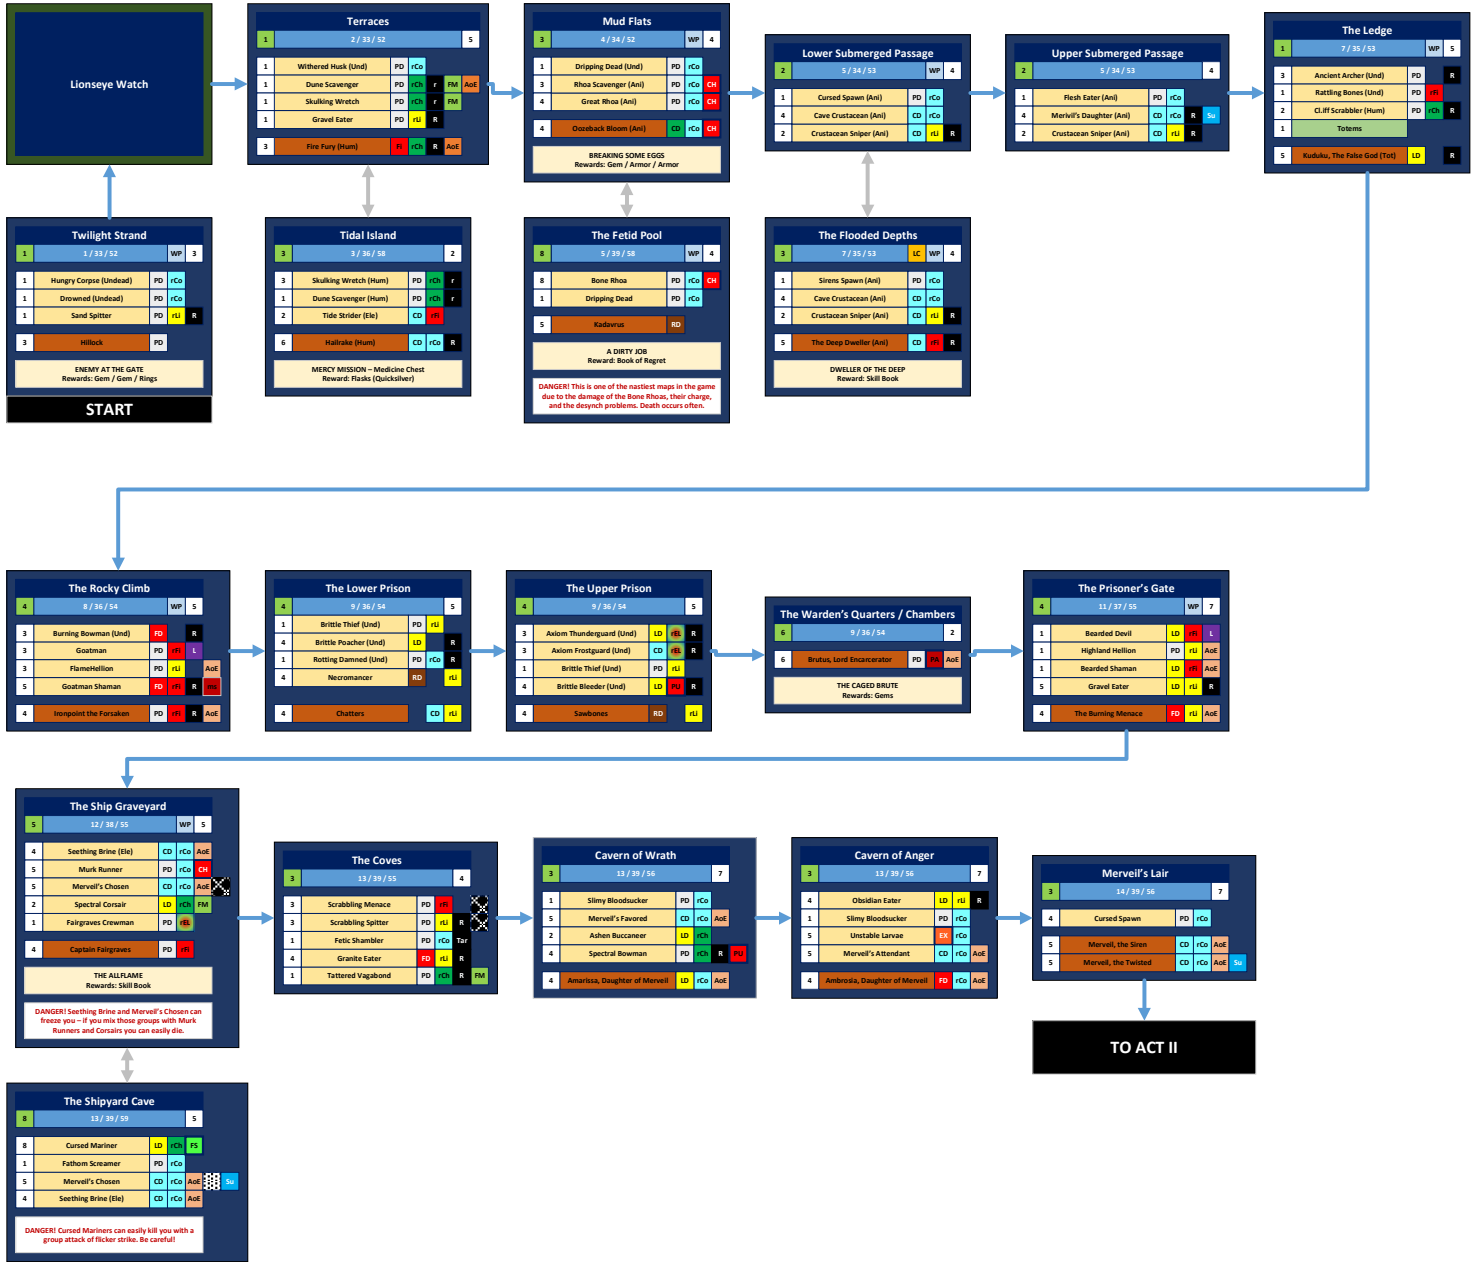 Lionseye Watch
Terraces
1 2 / 33 / 52 5
1 Withered Husk (Und) PD rCo
1 Dune Scavenger PD rCh r FM AoE
1 Skulking Wretch PD rCh r FM
1 Gravel Eater PD rLi R
3 Fire Fury (Hum) FI rCh R AoE
Mud Flats
3 4 / 34 / 52 WP 4
1 Dripping Dead (Und) PD rCo
3 Rhoa Scavenger (Ani) PD rCo CH
4 Great Rhoa (Ani) PD rCo CH
4 Oozeback Bloom (Ani) CD rCo CH
BREAKING SOME EGGS
Rewards: Gem / Armor / Armor
Lower Submerged Passage
2 5 / 34 / 53 WP 4
1 Cursed Spawn (Ani) PD rCo
4 Cave Crustacean (Ani) CD rCo
2 Crustacean Sniper (Ani) CD rLi R
Upper Submerged Passage
2 5 / 34 / 53 4
1 Flesh Eater (Ani) PD rCo
4 Merivil's Daughter (Ani) CD rCo R Su
2 Crustacean Sniper (Ani) CD rLi R
The Ledge
1 7 / 35 / 53 WP 5
3 Ancient Archer (Und) PD R
1 Rattling Bones (Und) PD rFi
2 Cl.iff Scrabbler (Hum) PD rCh R
1 Totems
5 Kuduku, The False God (Tot) LD R
Twilight Strand
1 1 / 33 / 52 WP 3
1 Hungry Corpse (Undead) PD rCo
1 Drowned (Undead) PD rCo
1 Sand Spitter PD rLi R
3 Hillock PD
ENEMY AT THE GATE
Rewards: Gem / Gem / Rings
START
Tidal Island
3 3 / 36 / 58 2
3 Skulking Wretch (Hum) PD rCh r
1 Dune Scavenger (Hum) PD rCh r
2 Tide Strider (Ele) CD rFi
6 Hailrake (Hum) CD rCo R
MERCY MISSION – Medicine Chest
Reward: Flasks (Quicksilver)
The Fetid Pool
8 5 / 39 / 58 WP 4
8 Bone Rhoa PD rCo CH
1 Dripping Dead PD rCo
5 Kadavrus RD
A DIRTY JOB
Reward: Book of Regret
DANGER! This is one of the nastiest maps in the game
due to the damage of the Bone Rhoas, their charge,
and the desynch problems. Death occurs often.
The Flooded Depths
3 7 / 35 / 53 LC WP 4
1 Sirens Spawn (Ani) PD rCo
4 Cave Crustacean (Ani) CD rCo
2 Crustacean Sniper (Ani) CD rLi R
5 The Deep Dweller (Ani) CD rFi R
DWELLER OF THE DEEP
Reward: Skill Book
The Rocky Climb
4 8 / 36 / 54 WP 5
3 Burning Bowman (Und) FD R
3 Goatman PD rFi L
3 FlameHellion PD rLi AoE
5 Goatman Shaman FD rFi R
4 Ironpoint the Forsaken PD rFi R AoE
The Lower Prison
4 9 / 36 / 54 5
1 Brittle Thief (Und) PD rLi
4 Brittle Poacher (Und) LD R
1 Rotting Damned (Und) PD rCo R
4 Necromancer RD rLi
4 Chatters CD rLi
The Upper Prison
4 9 / 36 / 54 5
3 Axiom Thunderguard (Und) LD rEL R
3 Axiom Frostguard (Und) CD rEL R
1 Brittle Thief (Und) PD rLi
4 Brittle Bleeder (Und) LD PU R
4 Sawbones RD rLi
The Warden's Quarters / Chambers
6 9 / 36 / 54 2
6 Brutus, Lord Encarcerator PD HA AoE
THE CAGED BRUTE
Rewards: Gems
The Prisoner's Gate
4 11 / 37 / 55 WP 7
1 Bearded Devil LD rFi L
1 Highland Hellion PD rLi AoE
1 Bearded Shaman LD rFi AoE
5 Gravel Eater LD rLi R
4 The Burning Menace FD rLi AoE
The Ship Graveyard
5 12 / 38 / 55 WP 5
4 Seething Brine (Ele) CD rCo AoE
5 Murk Runner PD rCo CH
5 Merveil's Chosen CD rCo AoE
2 Spectral Corsair LD rCh FM
1 Fairgraves Crewman PD rEL
4 Captain Fairgraves PD rFi
THE ALLFLAME
Rewards: Skill Book
DANGER! Seething Brine and Merveil's Chosen can
freeze you – if you mix those groups with Murk
Runners and Corsairs you can easily die.
The Coves
3 13 / 39 / 55 4
3 Scrabbling Menace PD rFi
3 Scrabbling Spitter PD rLi R
1 Fetic Shambler PD rCo Tar
4 Granite Eater FD rLi R
1 Tattered Vagabond PD rCh R FM
Cavern of Wrath
3 13 / 39 / 56 7
1 Slimy Bloodsucker PD rCo
5 Merveil's Favored CD rCo AoE
2 Ashen Buccaneer LD rCh
4 Spectral Bowman PD rCh R PU
4 Amarissa, Daughter of Merveil LD rCo AoE
Cavern of Anger
3 13 / 39 / 56 7
4 Obsidian Eater LD rLi R
1 Slimy Bloodsucker PD rCo
5 Unstable Larvae EX rCo
5 Merveil's Attendant CD rCo AoE
4 Ambrosia, Daughter of Merveil FD rCo AoE
Merveil's Lair
3 14 / 39 / 56 7
4 Cursed Spawn PD rCo
5 Merveil, the Siren CD rCo AoE
5 Merveil, the Twisted CD rCo AoE Su
TO ACT II
The Shipyard Cave
8 13 / 39 / 59 5
8 Cursed Mariner LD rCh FS
1 Fathom Screamer PD rCo
5 Merveil's Chosen CD rCo AoE Su
4 Seething Brine (Ele) CD rCo AoE
DANGER! Cursed Mariners can easily kill you with a
group attack of flicker strike. Be careful!